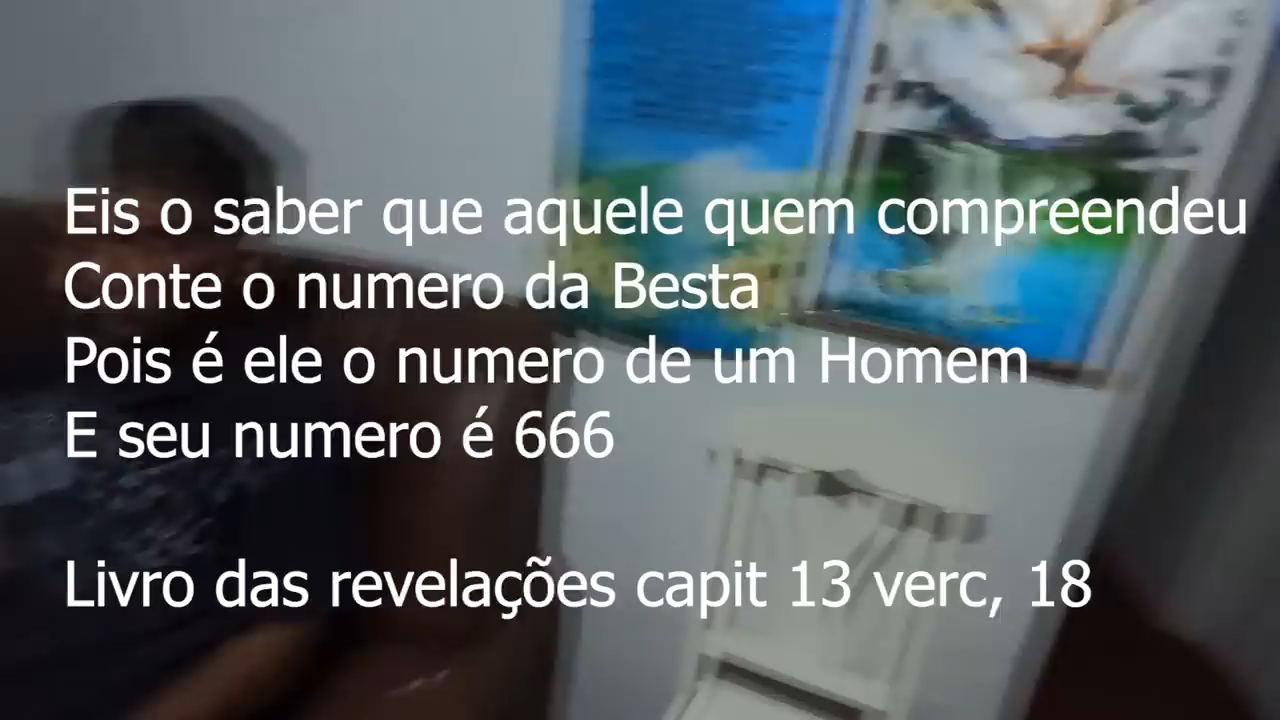 Eis o saber que aquele quem compreendeu
Conte o numero da Besta
Pois é ele o numero de um Homem
E seu numero é 666
Livro das revelações capit 13 verc, 18